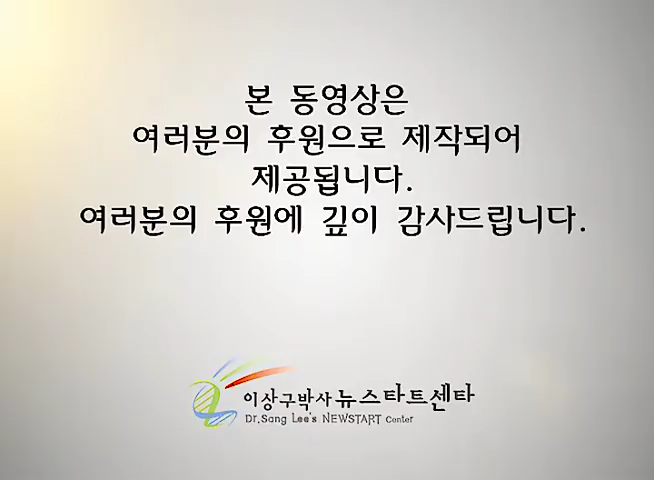 본 동영상은
여러분의 후원으로 제작되어
제공됩니다.
여러분의 후원에 깊이 감사드립니다.
이상구박사뉴스타트센타
Dr.Sang Lee's NEWSTART Center